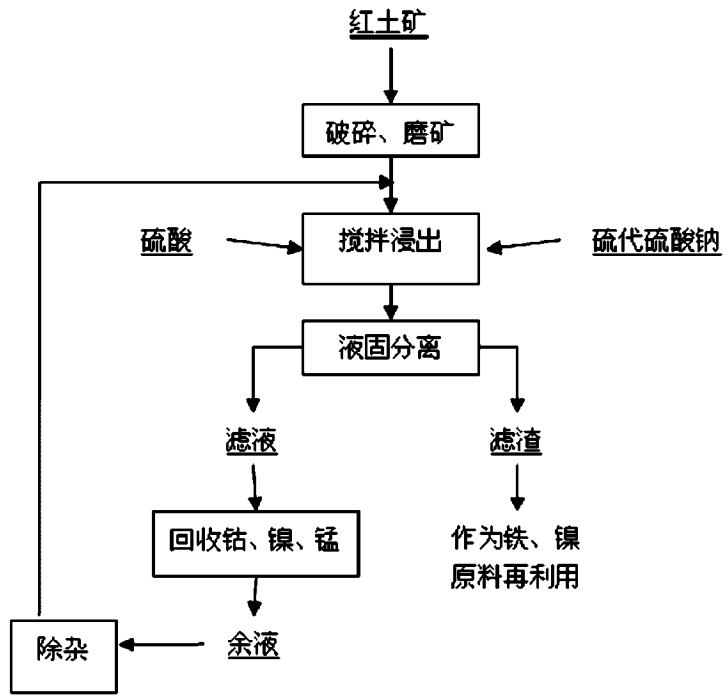 红土矿
破碎、磨矿
硫酸
搅拌浸出
硫代硫酸钠
液固分离
滤液
滤渣
回收钴、镍、锰
作为铁、镍
原料再利用
除杂
余液